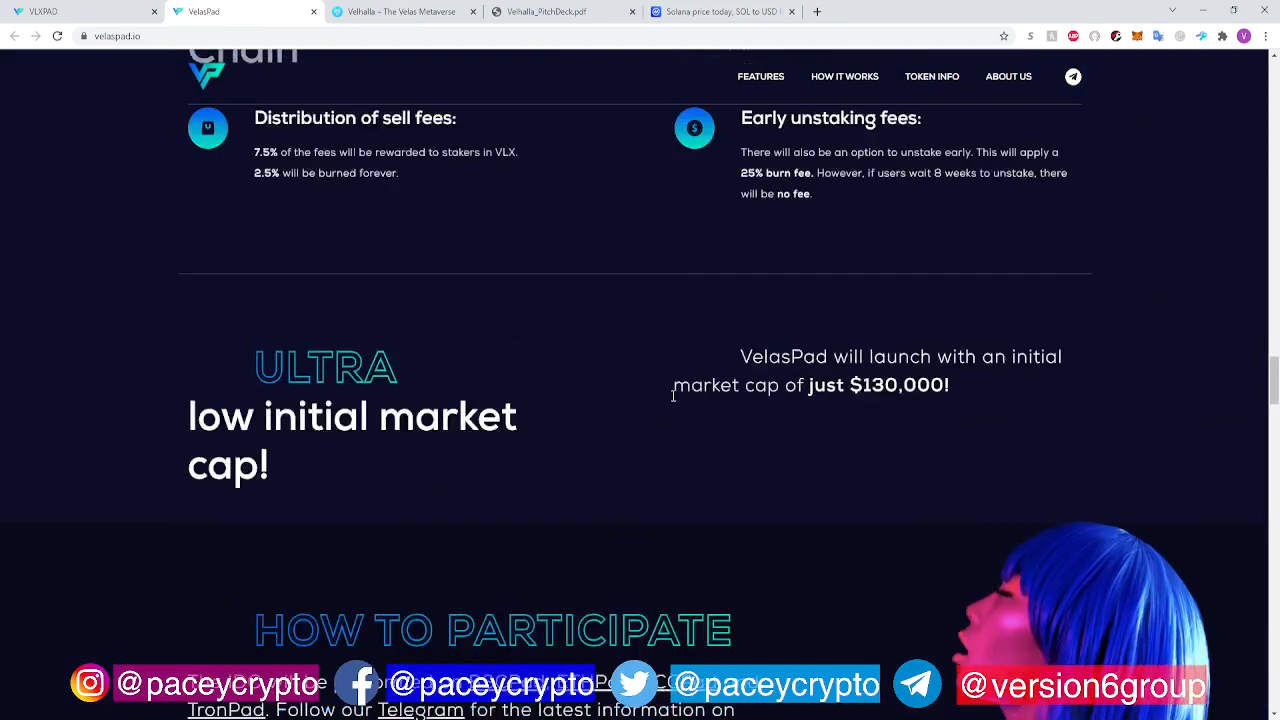 VLXPAD
VelasPad
Velhalla – The Velas Metaverse
Velhalla_PitchDeck.pdf
Solana price today, SOL to USD
velaspad.io
Chain
VP
FEATURES
HOW IT WORKS
TOKEN INFO
ABOUT US
Distribution of sell fees:
7.5% of the fees will be rewarded to stakers in VLX.
2.5% will be burned forever.
Early unstaking fees:
There will also be an option to unstake early. This will apply a
25% burn fee. However, if users wait 8 weeks to unstake, there
will be no fee.
ULTRA
low initial market
cap!
VelasPad will launch with an initial
market cap of just $130,000!
HOW TO PARTICIPATE
@paceycrypto
@paceycrypto
@paceycrypto
@version6group
TronPad. Follow our Telegram for the latest information on